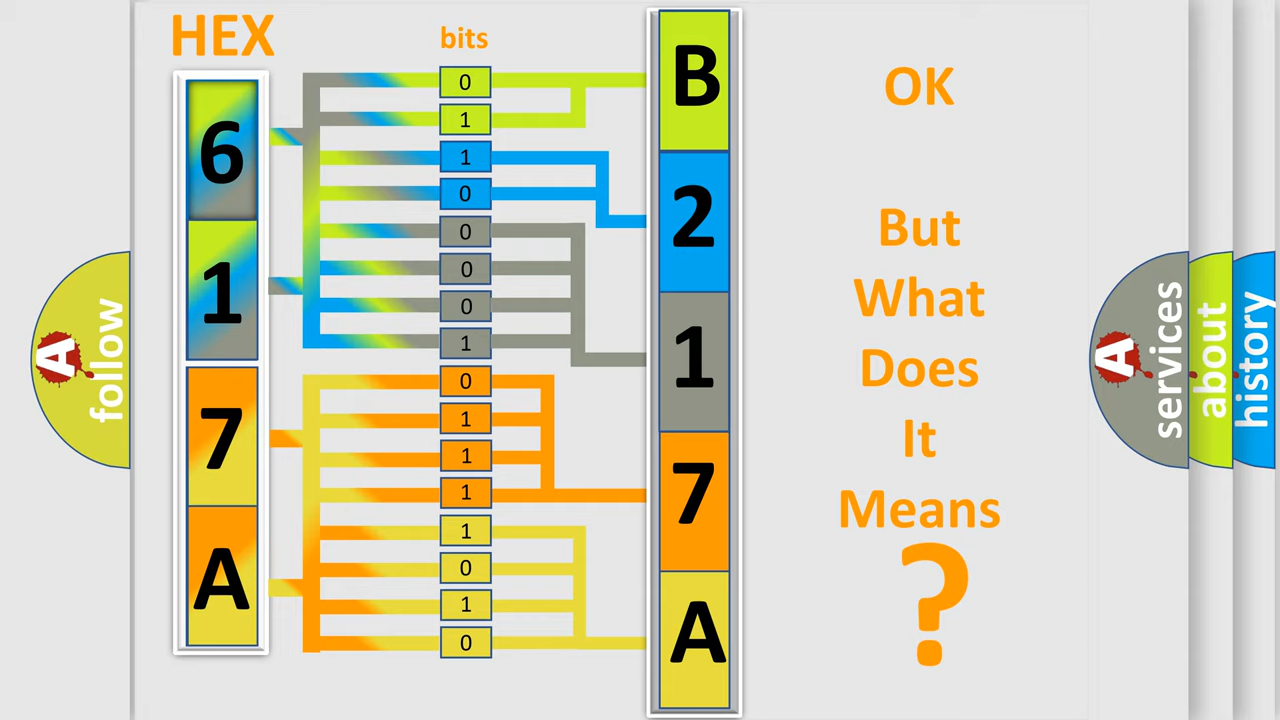 HEX
bits
6
1
7
A
0
1
1
0
0
0
0
1
0
1
1
1
1
0
1
0
B
2
1
7
A
OK
But
What
Does
It
Means
?
A
follow
A
services
about
history